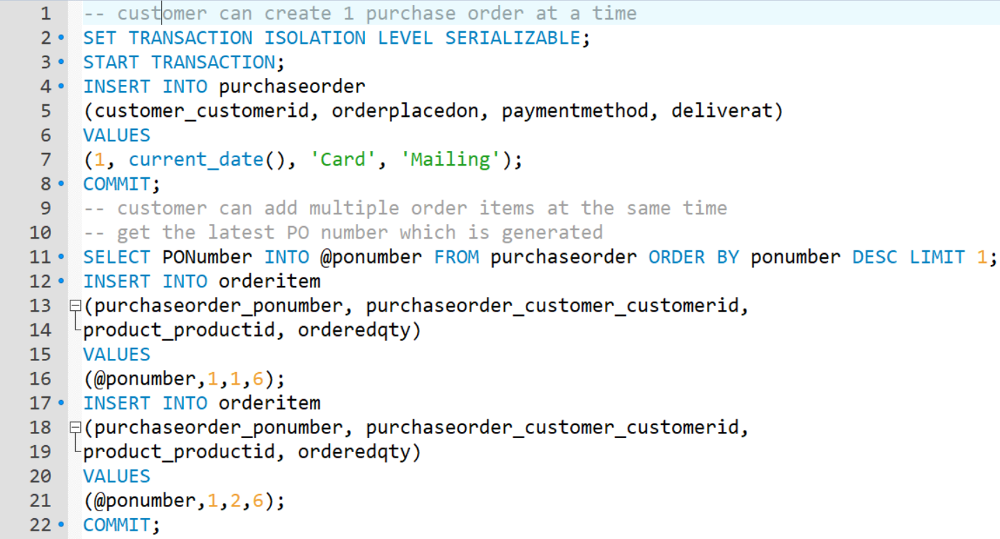 1 -- customer can create 1 purchase order at a time
2 SET TRANSACTION ISOLATION LEVEL SERIALIZABLE;
3 START TRANSACTION;
4 INSERT INTO purchaseorder
5 (customer_customerid, orderplacedon, paymentmethod, deliverat)
6 VALUES
7 (1, current_date(), 'Card', 'Mailing');
8 COMMIT;
9 -- customer can add multiple order items at the same time
10 -- get the latest PO number which is generated
11 SELECT PONumber INTO @ponumber FROM purchaseorder ORDER BY ponumber DESC LIMIT 1;
12 INSERT INTO orderitem
13 (purchaseorder_ponumber, purchaseorder_customer_customerid,
14 product_productid, orderedqty)
15 VALUES
16 (@ponumber,1,1,6);
17 INSERT INTO orderitem
18 (purchaseorder_ponumber, purchaseorder_customer_customerid,
19 product_productid, orderedqty)
20 VALUES
21 (@ponumber,1,2,6);
22 COMMIT;